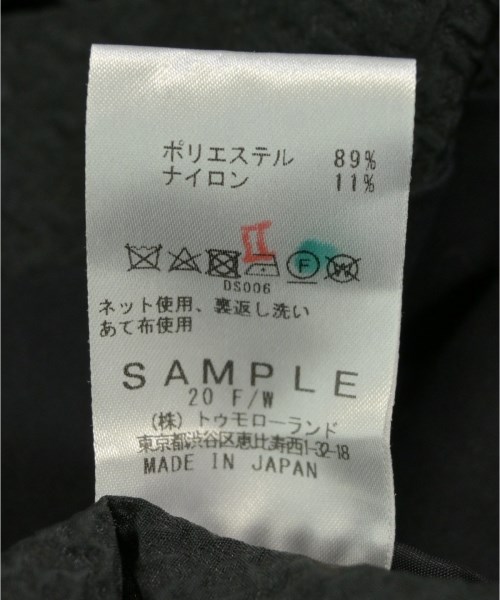 ポリエステル 89%
ナイロン 11%
F W
DS006
ネット使用、裏返し洗い
あて布使用
SAMPLE
20 F/W
(株) トゥモローランド
東京都渋谷区恵比寿西1-32-18
MADE IN JAPAN